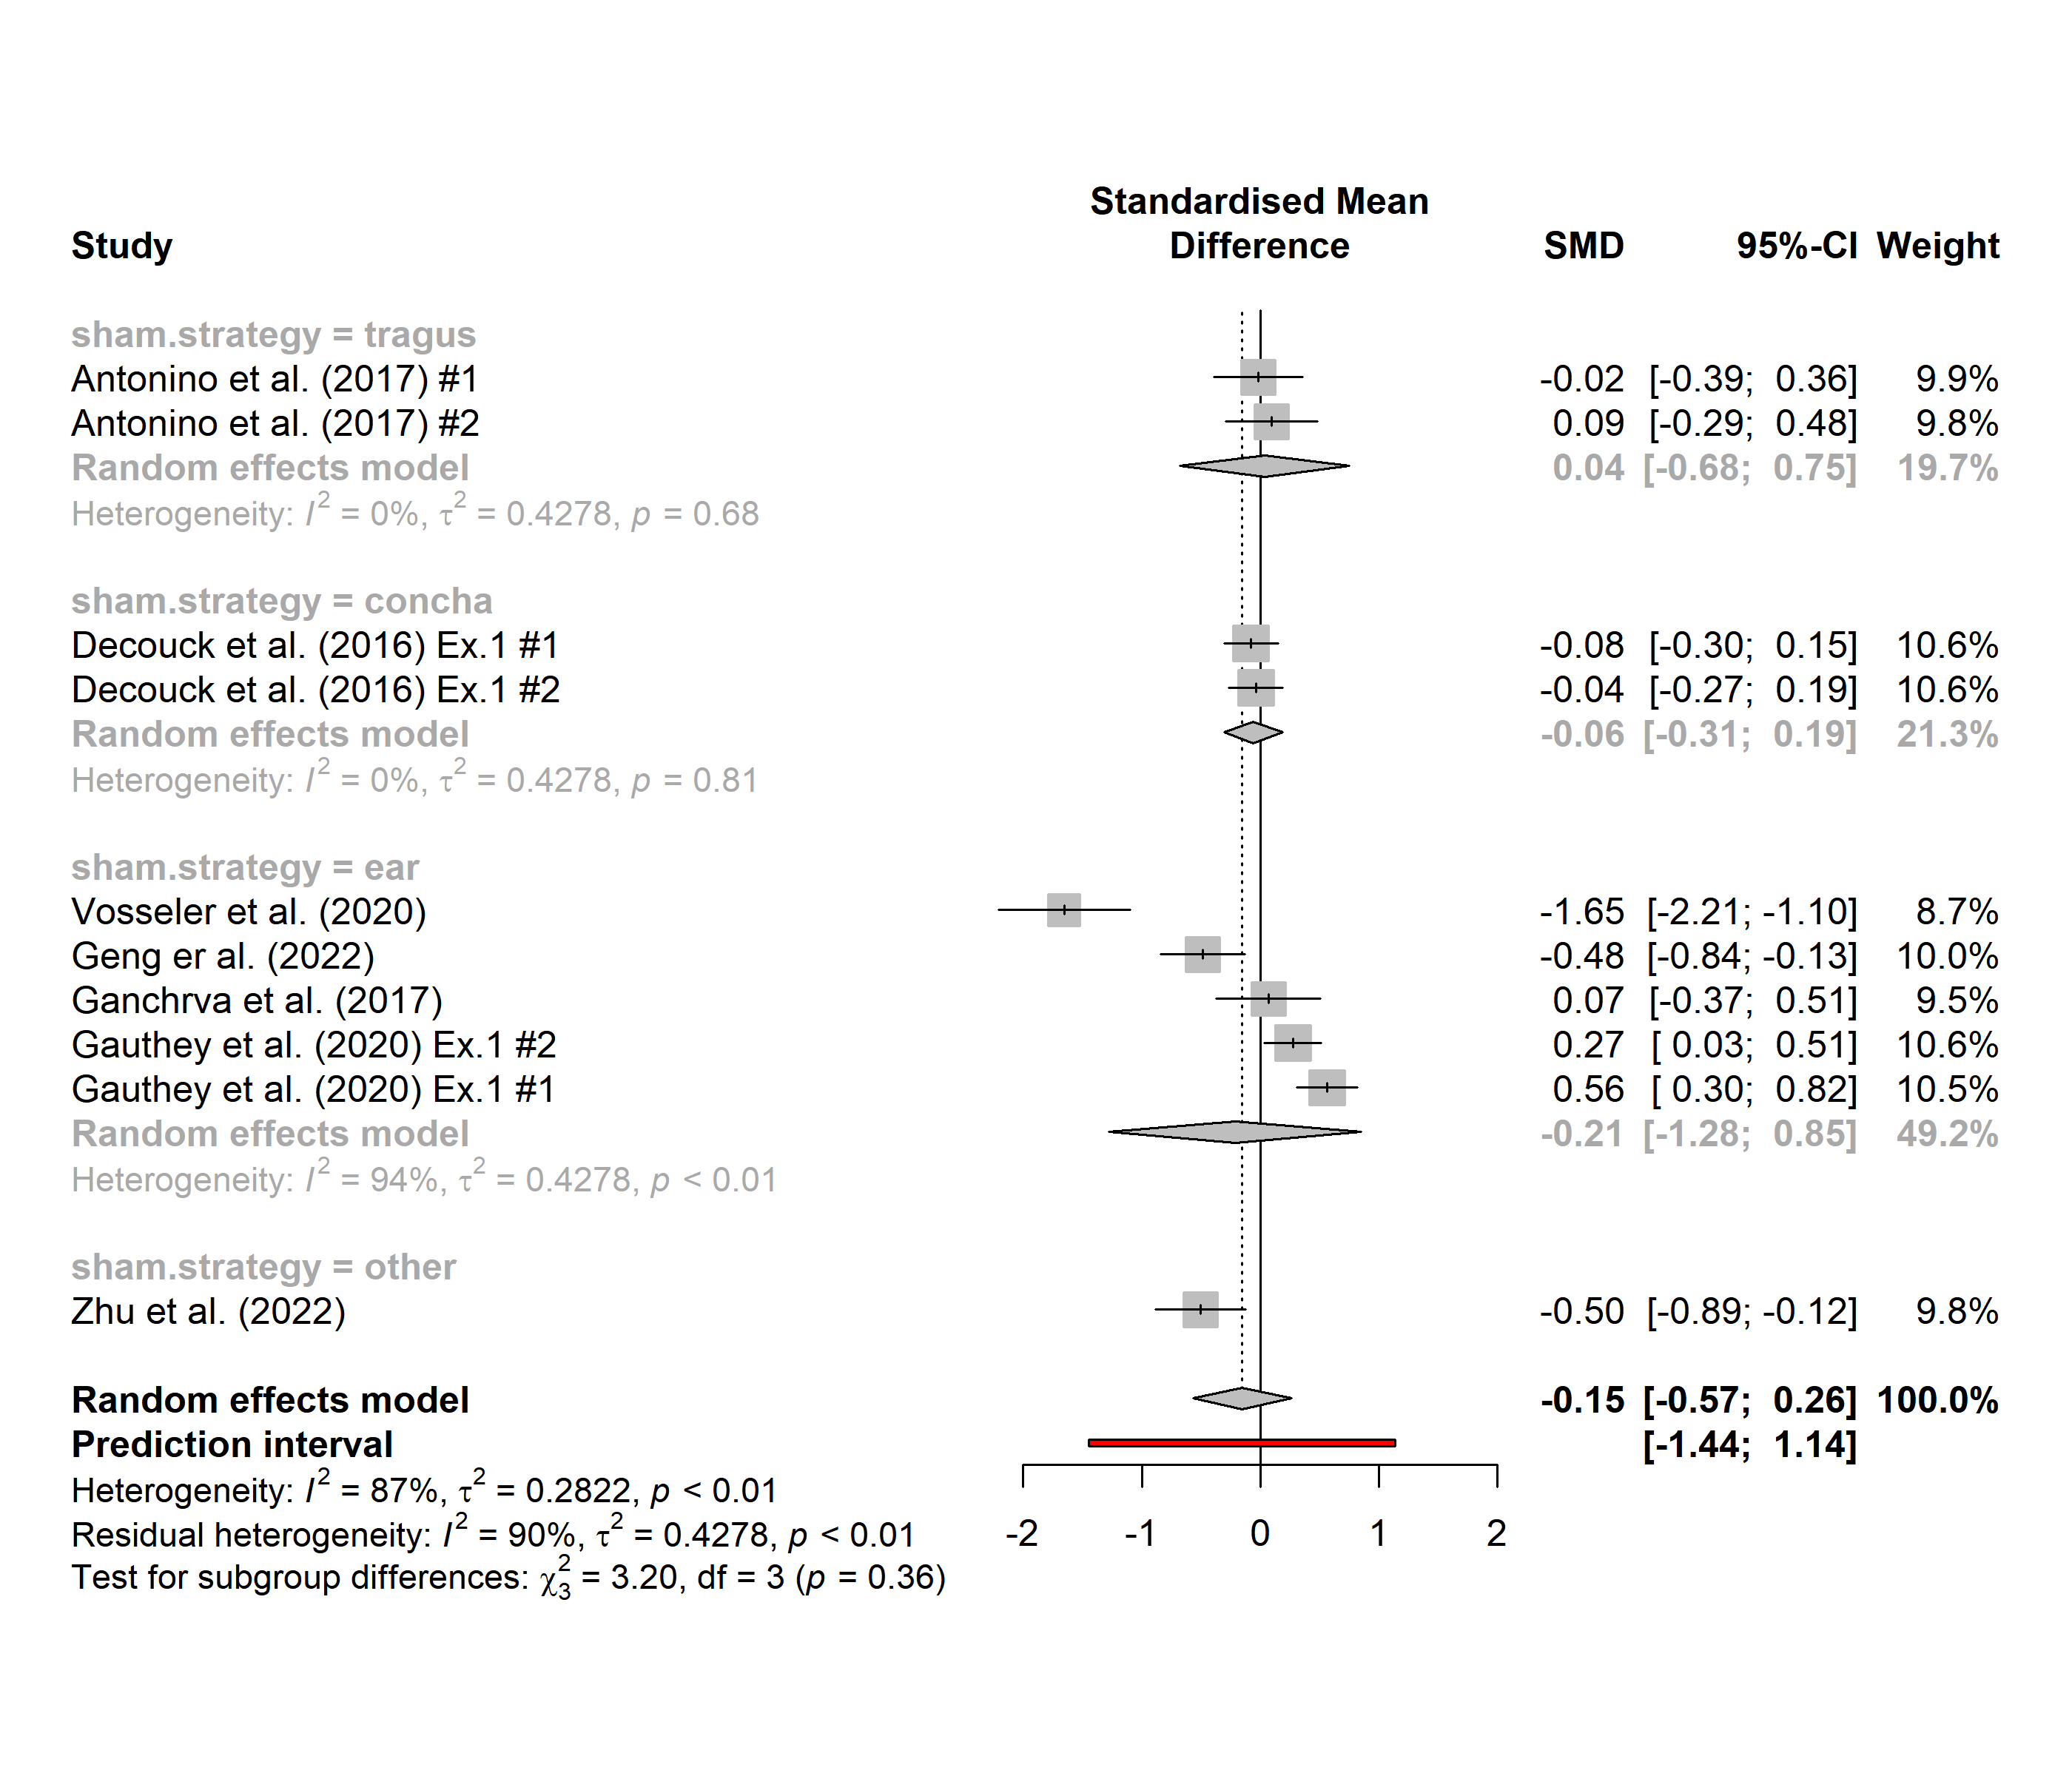 Standardised Mean
Study Difference SMD 95%-CI Weight
sham.strategy = tragus
Antonino et al. (2017) #1 -0.02 [-0.39; 0.36] 9.9%
Antonino et al. (2017) #2 0.09 [-0.29; 0.48] 9.8%
Random effects model 0.04 [-0.68; 0.75] 19.7%
Heterogeneity: I² = 0%, τ² = 0.4278, p = 0.68
sham.strategy = concha
Decouck et al. (2016) Ex.1 #1 -0.08 [-0.30; 0.15] 10.6%
Decouck et al. (2016) Ex.1 #2 -0.04 [-0.27; 0.19] 10.6%
Random effects model -0.06 [-0.31; 0.19] 21.3%
Heterogeneity: I² = 0%, τ² = 0.4278, p = 0.81
sham.strategy = ear
Vosseler et al. (2020) -1.65 [-2.21; -1.10] 8.7%
Geng er al. (2022) -0.48 [-0.84; -0.13] 10.0%
Ganchrva et al. (2017) 0.07 [-0.37; 0.51] 9.5%
Gauthey et al. (2020) Ex.1 #2 0.27 [ 0.03; 0.51] 10.6%
Gauthey et al. (2020) Ex.1 #1 0.56 [ 0.30; 0.82] 10.5%
Random effects model -0.21 [-1.28; 0.85] 49.2%
Heterogeneity: I² = 94%, τ² = 0.4278, p < 0.01
sham.strategy = other
Zhu et al. (2022) -0.50 [-0.89; -0.12] 9.8%
Random effects model -0.15 [-0.57; 0.26] 100.0%
Prediction interval [-1.44; 1.14]
Heterogeneity: I² = 87%, τ² = 0.2822, p < 0.01
Residual heterogeneity: I² = 90%, τ² = 0.4278, p < 0.01
-2 -1 0 1 2
Test for subgroup differences: χ²₃ = 3.20, df = 3 (p = 0.36)